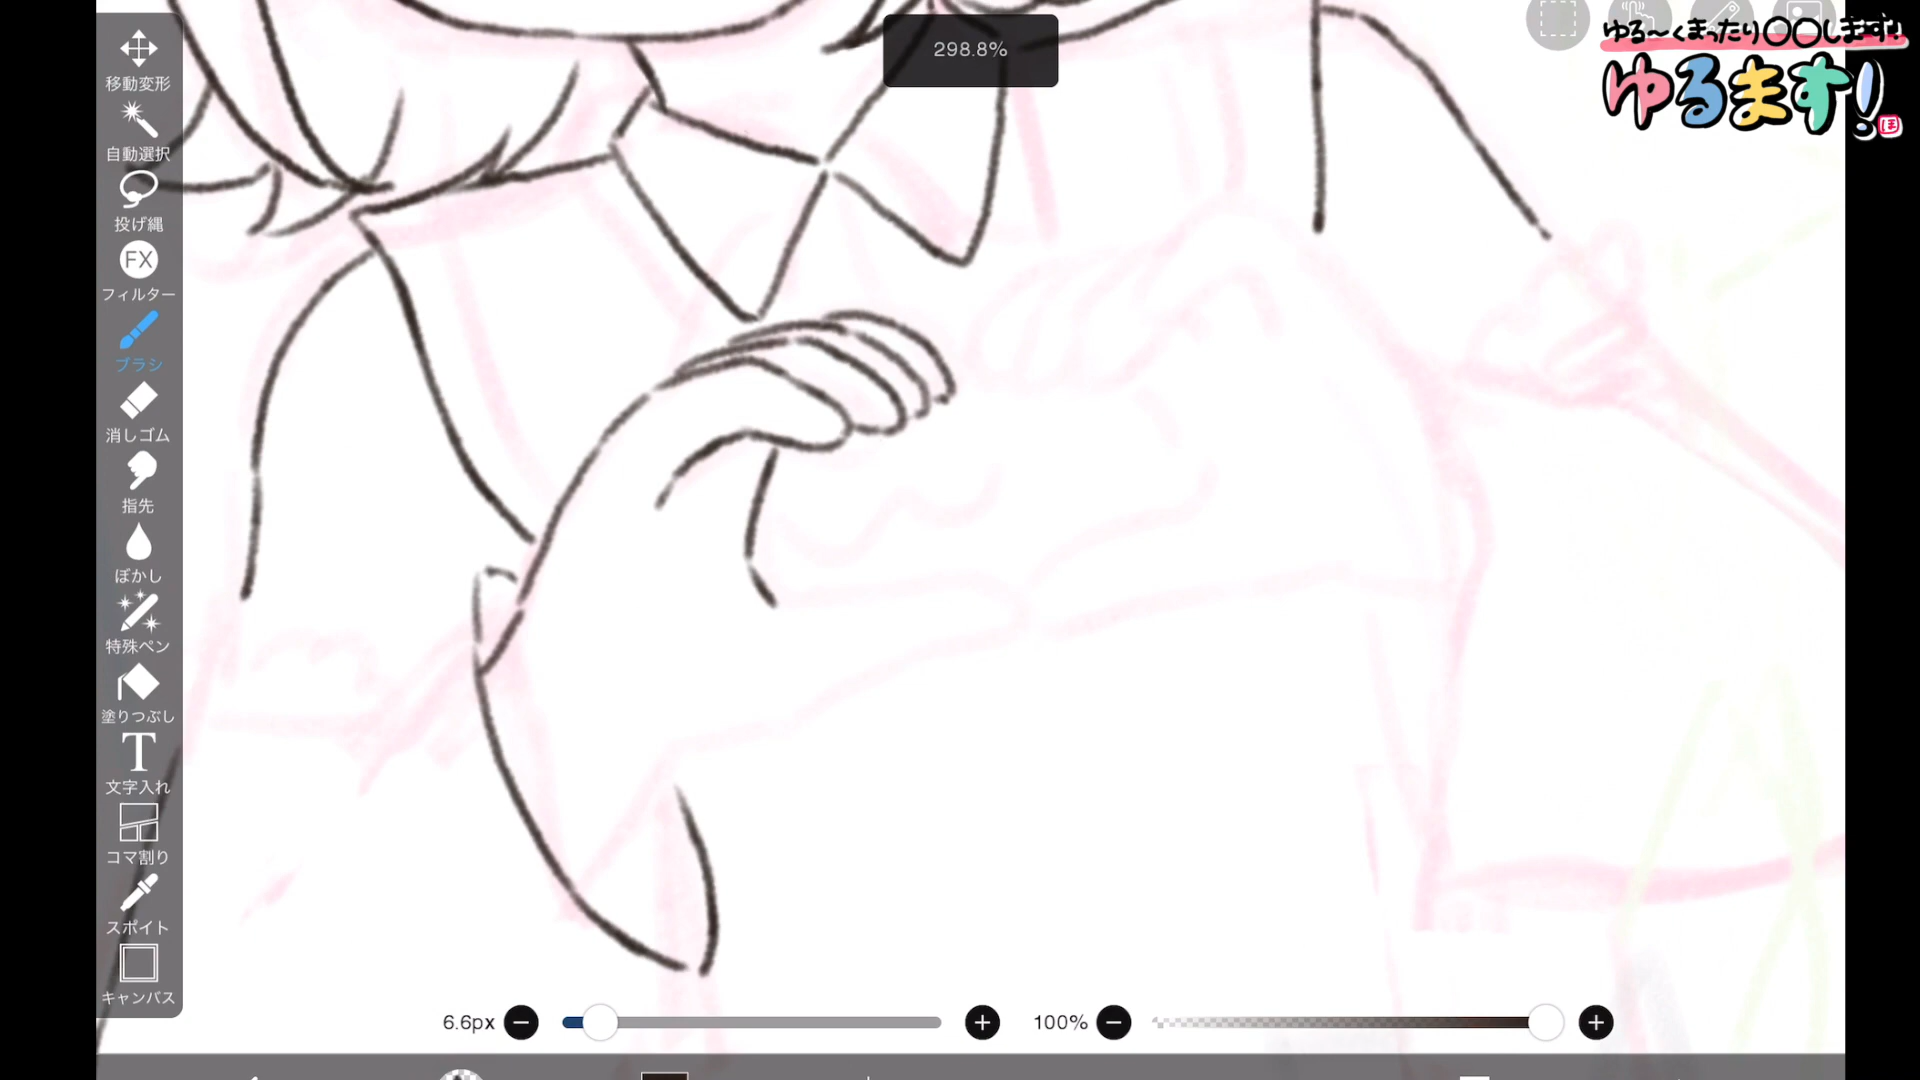 298.8%
ゆる〜くまったり〇〇します!
ゆるます!
ほ
移動変形
自動選択
投げ縄
FX
フィルター
ブラシ
消しゴム
指先
ぼかし
特殊ペン
塗りつぶし
T
文字入れ
コマ割り
スポイト
キャンバス
6.6px
100%